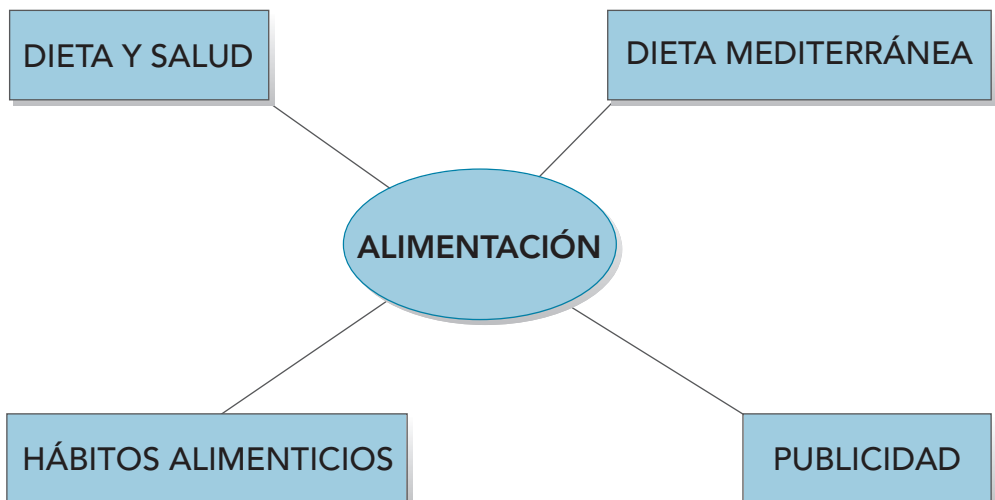 DIETA Y SALUD
DIETA MEDITERRÁNEA
ALIMENTACIÓN
HÁBITOS ALIMENTICIOS
PUBLICIDAD